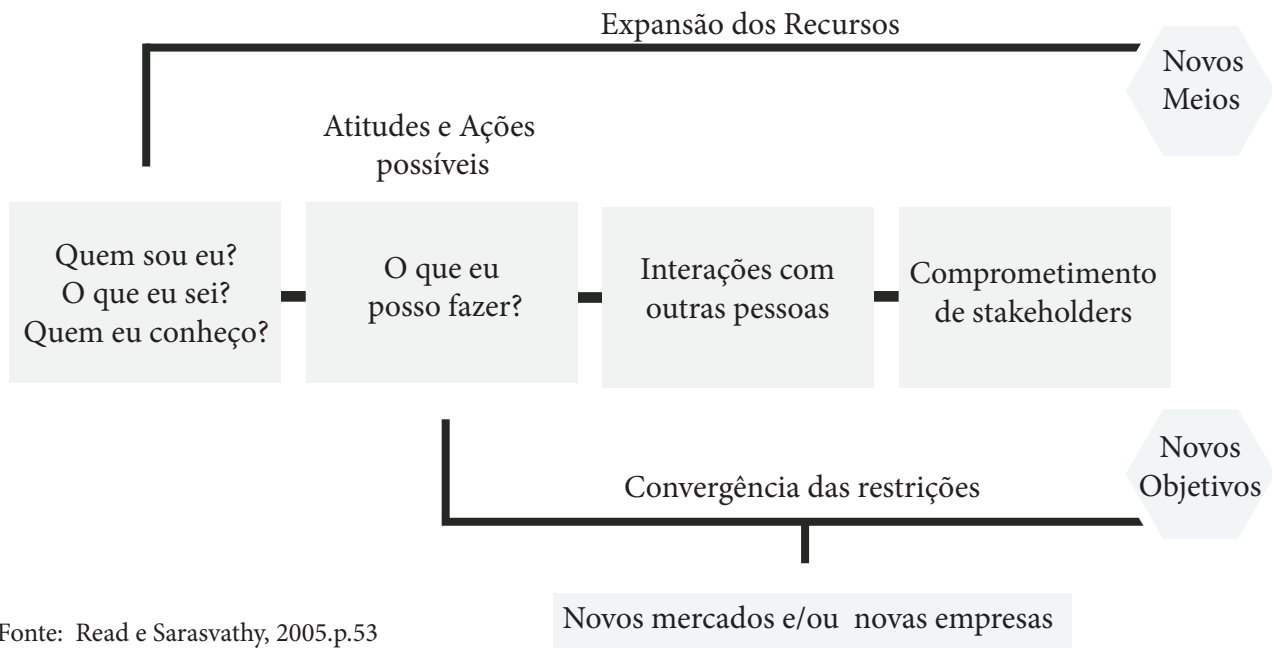 Expansão dos Recursos
Novos
Meios
Atitudes e Ações
possíveis
Quem sou eu?
O que eu sei?
Quem eu conheço?
O que eu
posso fazer?
Interações com
outras pessoas
Comprometimento
de stakeholders
Novos
Objetivos
Convergência das restrições
Novos mercados e/ou novas empresas
Fonte: Read e Sarasvathy, 2005.p.53